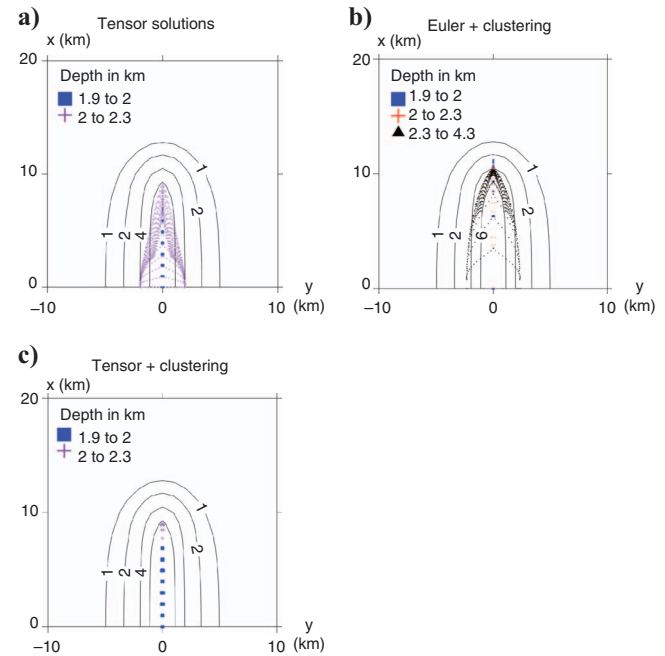 a)
Tensor solutions
x (km)
20
Depth in km
1.9 to 2
2 to 2.3
10
1
2
1 2 4
0
y
(km)
−10 0 10
b)
Euler + clustering
x (km)
20
Depth in km
1.9 to 2
2 to 2.3
2.3 to 4.3
10
1
2
1 2 6
0
y
(km)
−10 0 10
c)
Tensor + clustering
x (km)
20
Depth in km
1.9 to 2
2 to 2.3
10
1
2
1 2 4
0
y
(km)
−10 0 10